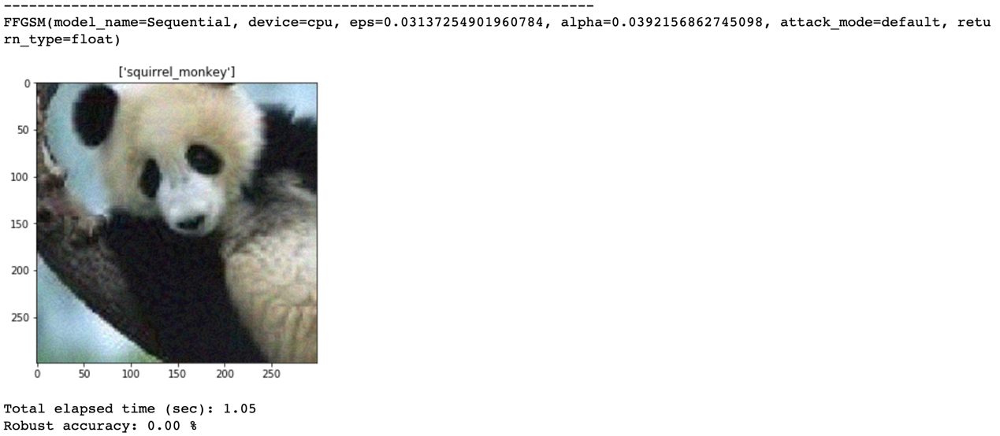 ----------------------------------------------------------------------
FFGSM(model_name=Sequential, device=cpu, eps=0.03137254901960784, alpha=0.0392156862745098, attack_mode=default, retu
rn_type=float)
['squirrel_monkey']
0
50
100
150
200
250
0 50 100 150 200 250
Total elapsed time (sec): 1.05
Robust accuracy: 0.00 %